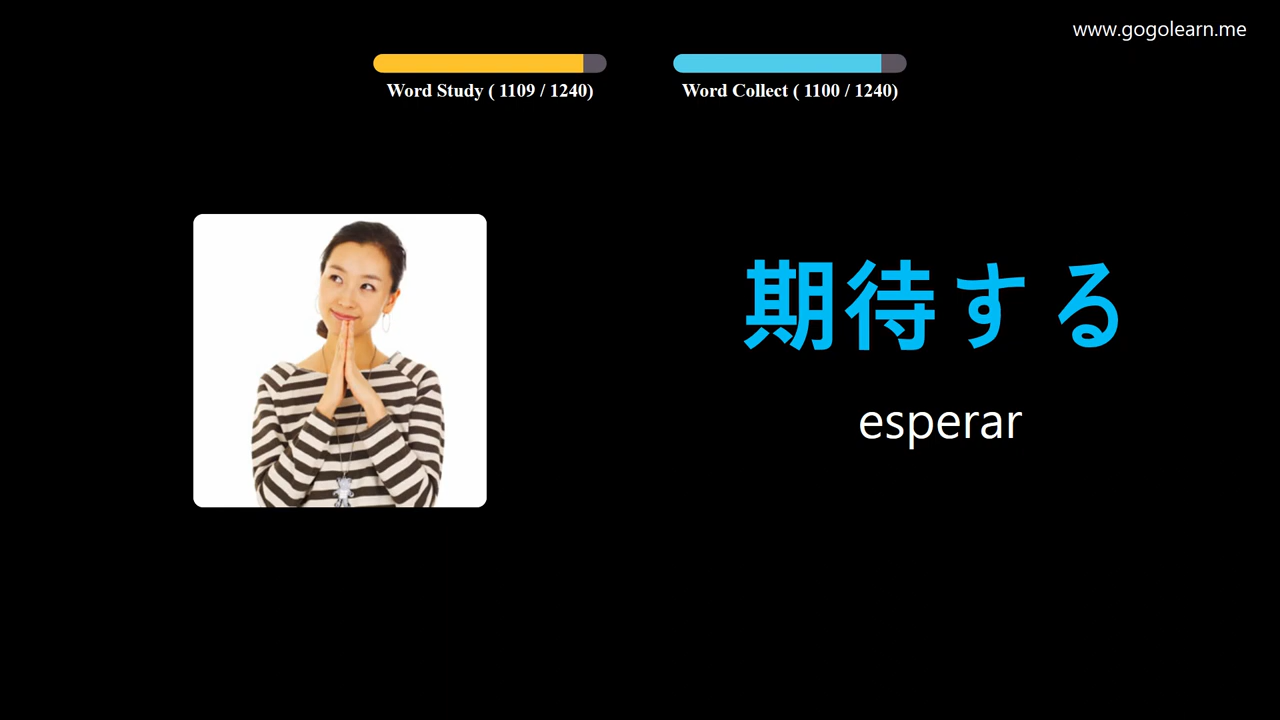 www.gogolearn.me
Word Study ( 1109 / 1240)
Word Collect ( 1100 / 1240)
期待する
esperar